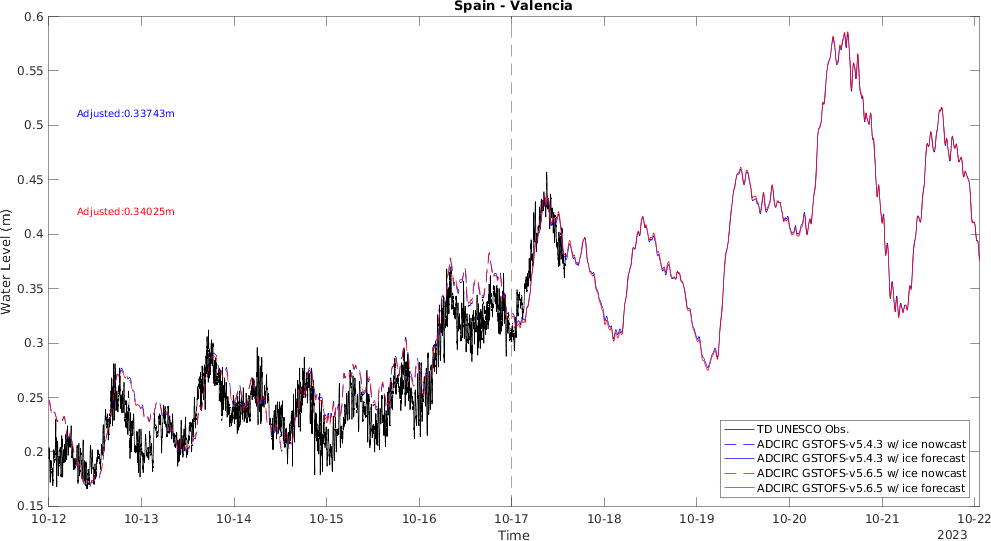 Spain - Valencia
0.6
0.55
0.5
0.45
0.4
0.35
0.3
0.25
0.2
0.15
Water Level (m)
Adjusted:0.33743m
Adjusted:0.34025m
TD UNESCO Obs.
ADCIRC GSTOFS-v5.4.3 w/ ice nowcast
ADCIRC GSTOFS-v5.4.3 w/ ice forecast
ADCIRC GSTOFS-v5.6.5 w/ ice nowcast
ADCIRC GSTOFS-v5.6.5 w/ ice forecast
10-12 10-13 10-14 10-15 10-16 10-17 10-18 10-19 10-20 10-21 10-22
Time
2023